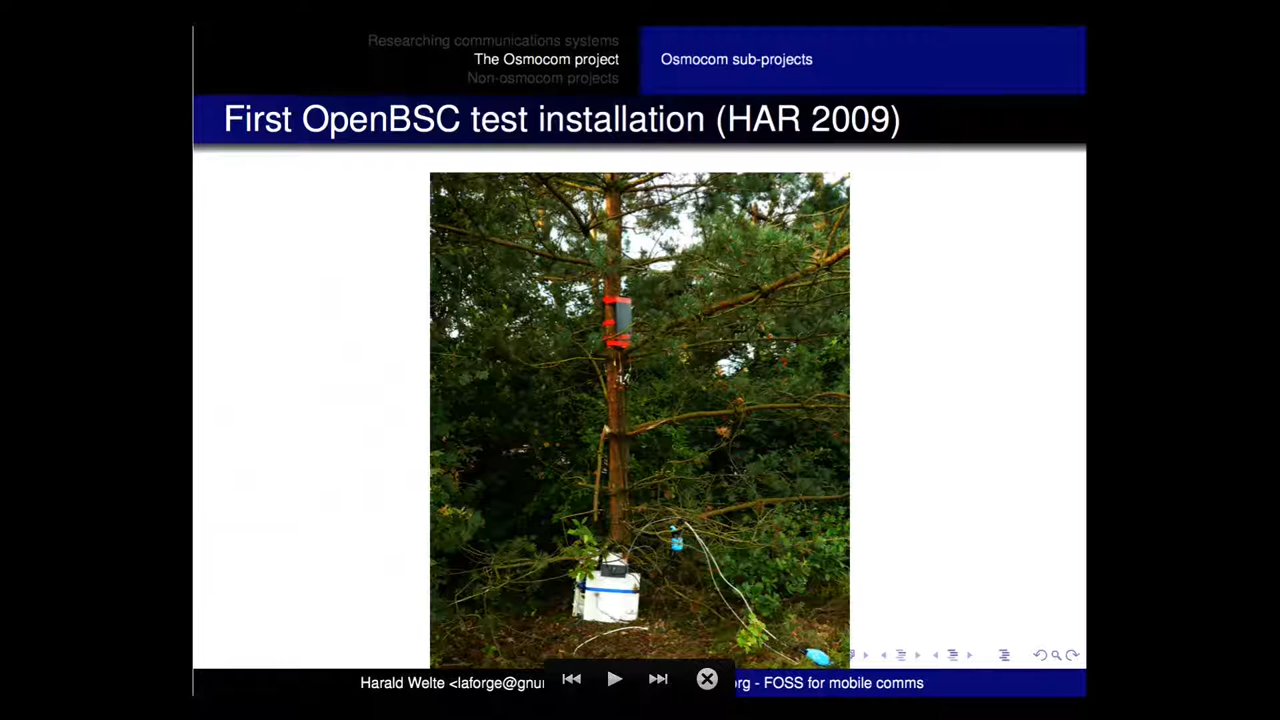 Researching communications systems
The Osmocom project
Non-osmocom projects
Osmocom sub-projects
First OpenBSC test installation (HAR 2009)
Harald Welte <laforge@gnu
org - FOSS for mobile comms